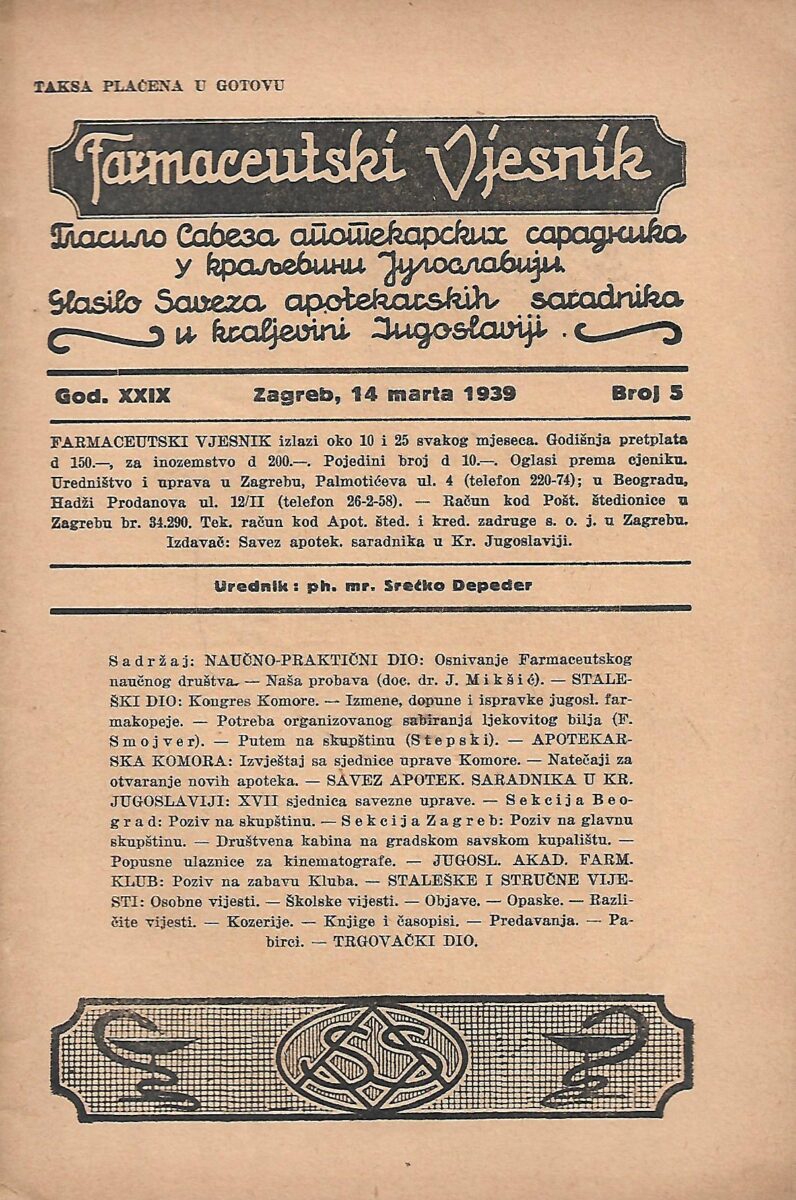 TAKSA PLAĆENA U GOTOVU
Farmaceutski Vjesnik
Гласило Савеза апотекарских сарадника
у краљевини Југославији
Glasilo Saveza apotekarskih saradnika
u kraljevini Jugoslaviji.
God. XXIX Zagreb, 14 marta 1939 Broj 5
FARMACEUTSKI VJESNIK izlazi oko 10 i 25 svakog mjeseca. Godišnja pretplata
d 150.—, za inozemstvo d 200.—. Pojedini broj d 10.—. Oglasi prema cjeniku.
Uredništvo i uprava u Zagrebu, Palmotićeva ul. 4 (telefon 220-74); u Beogradu,
Hadži Prodanova ul. 12/II (telefon 26-2-58). — Račun kod Pošt. štedionice u
Zagrebu br. 34.290. Tek. račun kod Apot. šted. i kred. zadruge s. o. j. u Zagrebu.
Izdavač: Savez apotek. saradnika u Kr. Jugoslaviji.
Urednik: ph. mr. Srećko Depeder
Sadržaj: NAUČNO-PRAKTIČNI DIO: Osnivanje Farmaceutskog
naučnog društva. — Naša probava (doc. dr. J. Mikšić). — STALE-
ŠKI DIO: Kongres Komore. — Izmene, dopune i ispravke jugosl. far-
makopeje. — Potreba organizovanog sabiranja ljekovitog bilja (F.
Smojver). — Putem na skupštinu (Stepski). — APOTEKAR-
SKA KOMORA: Izvještaj sa sjednice uprave Komore. — Natečaji za
otvaranje novih apoteka. — SAVEZ APOTEK. SARADNIKA U KR.
JUGOSLAVIJI: XVII sjednica savezne uprave. — Sekcija Beo-
grad: Poziv na skupštinu. — Sekcija Zagreb: Poziv na glavnu
skupštinu. — Društvena kabina na gradskom savskom kupalištu. —
Popusne ulaznice za kinematografe. — JUGOSL. AKAD. FARM.
KLUB: Poziv na zabavu Kluba. — STALEŠKE I STRUČNE VIJE-
STI: Osobne vijesti. — Školske vijesti. — Objave. — Opaske. — Razli-
čite vijesti. — Kozerije. — Knjige i časopisi. — Predavanja. — Pa-
birci. — TRGOVAČKI DIO.